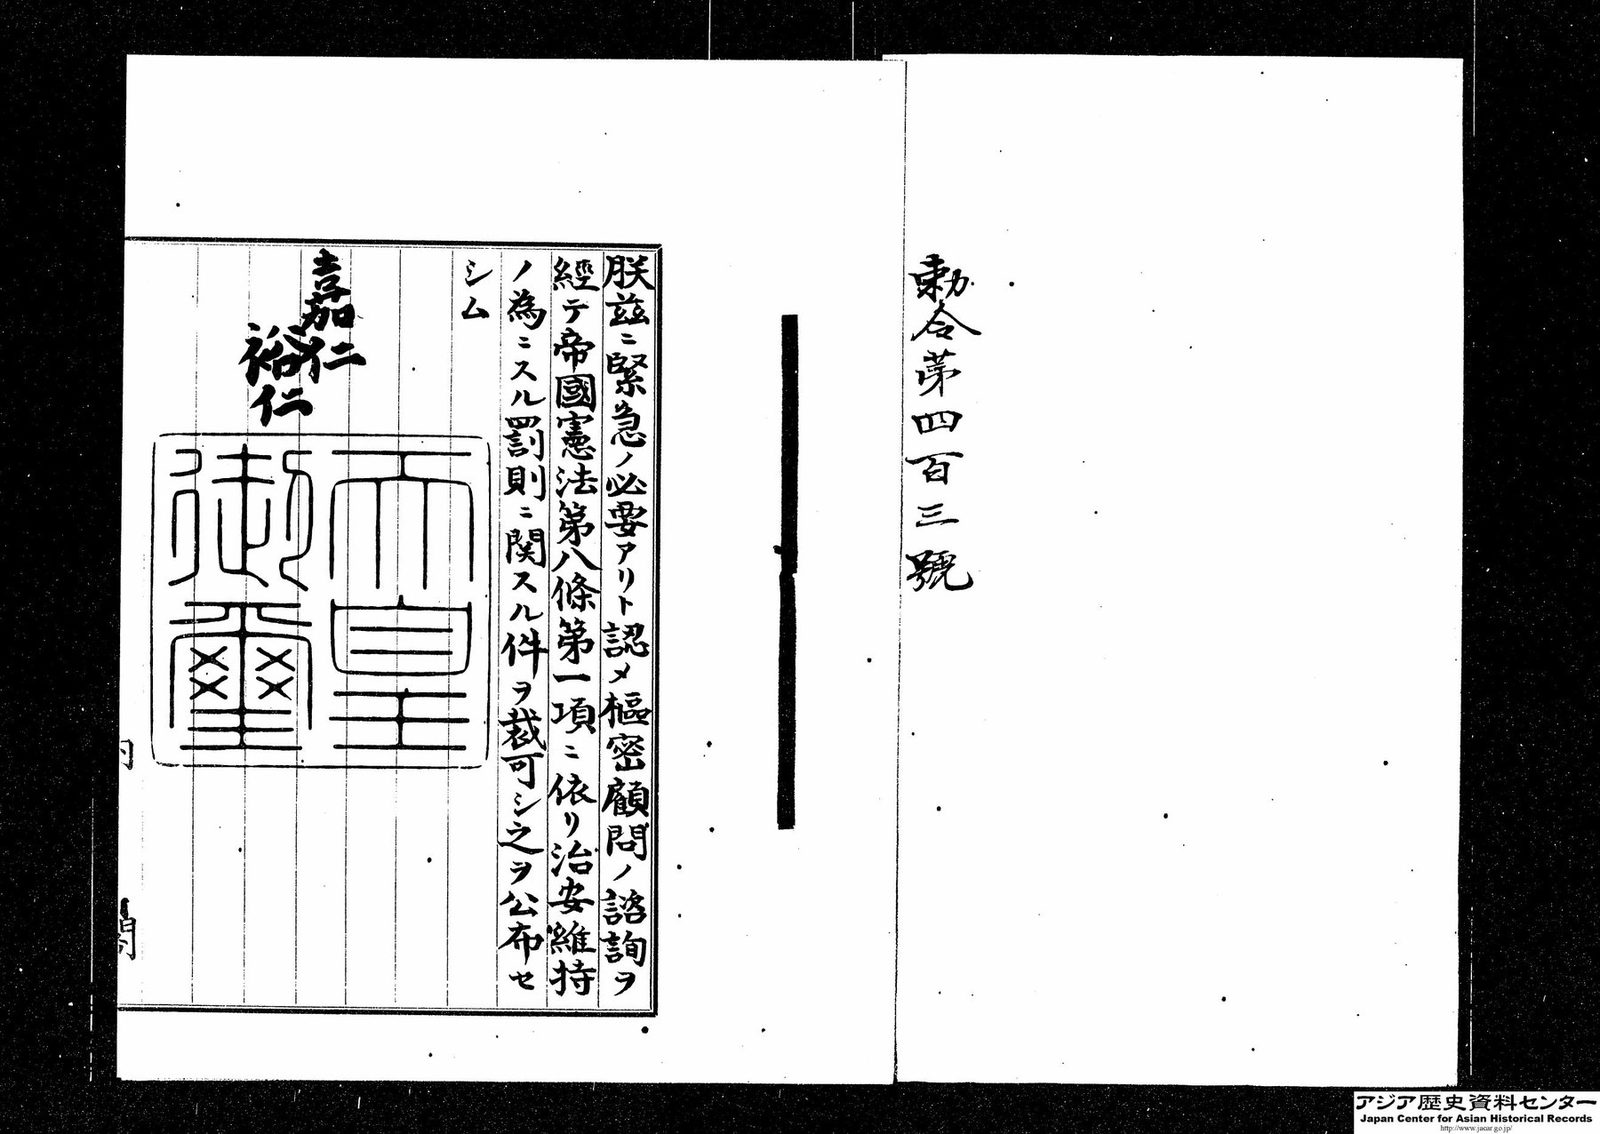 勅令第四百三號
朕茲ニ緊急ノ必要アリト認メ樞密顧問ノ諮詢ヲ
經テ帝國憲法第八條第一項ニ依リ治安維持
ノ為ニスル罰則ニ関スル件ヲ裁可シ之ヲ公布セ
シム
嘉仁
裕仁
天皇
御璽
内閣
アジア歴史資料センター
Japan Center for Asian Historical Records
http://www.jacar.go.jp/